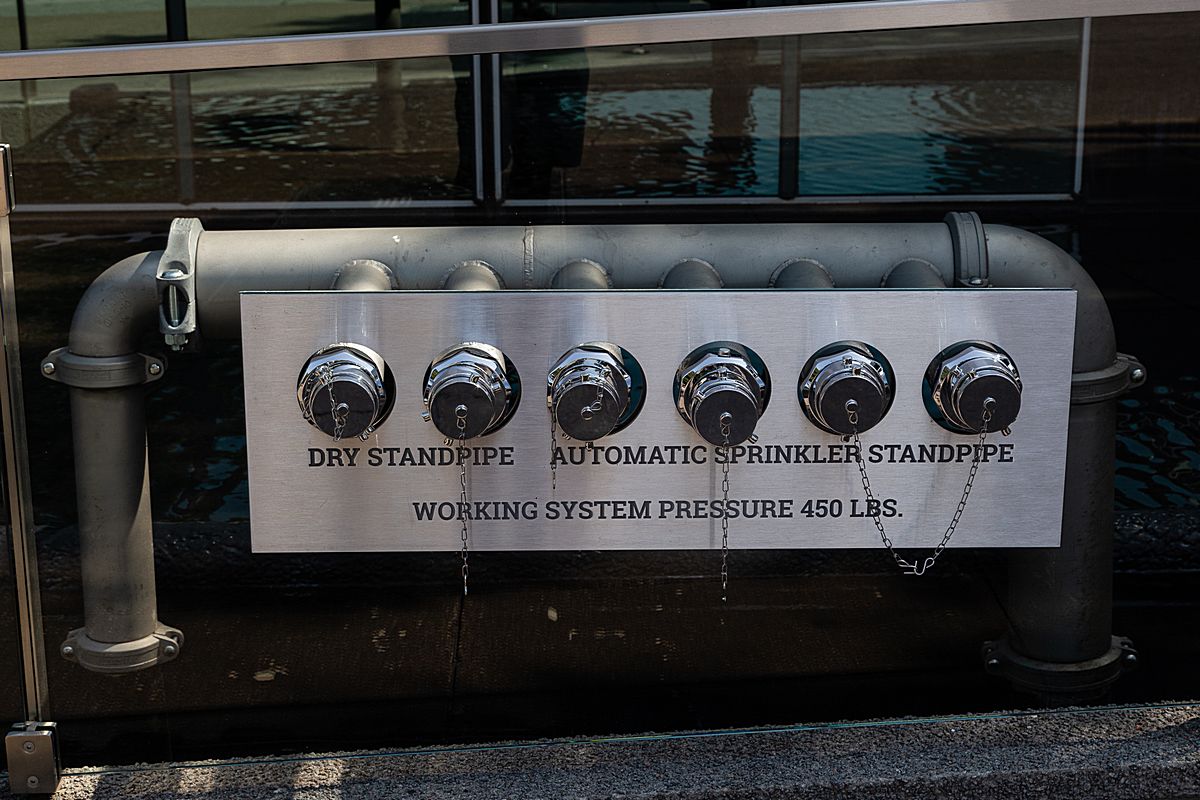 DRY STANDPIPE AUTOMATIC SPRINKLER STANDPIPE
WORKING SYSTEM PRESSURE 450 LBS.